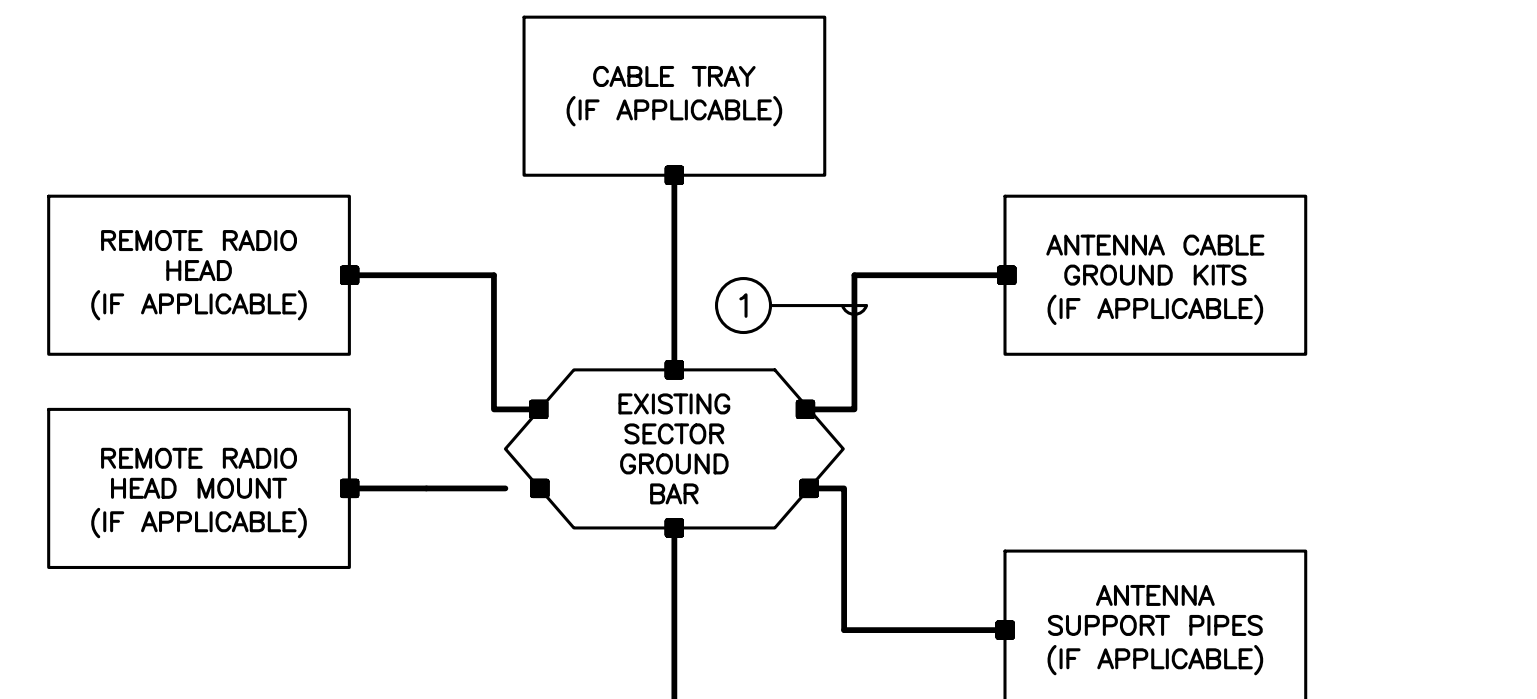 CABLE TRAY
(IF APPLICABLE)
REMOTE RADIO
HEAD
(IF APPLICABLE)
1
ANTENNA CABLE
GROUND KITS
(IF APPLICABLE)
EXISTING
SECTOR
GROUND
BAR
REMOTE RADIO
HEAD MOUNT
(IF APPLICABLE)
ANTENNA
SUPPORT PIPES
(IF APPLICABLE)